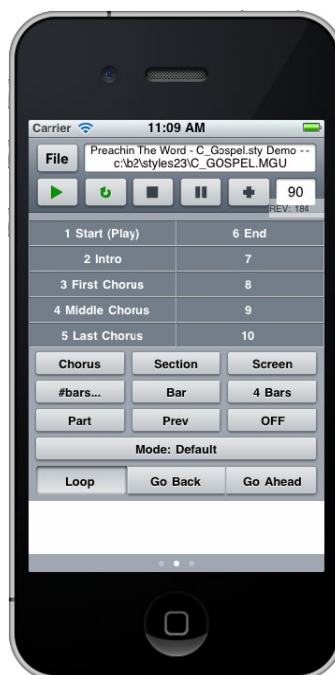 Carrier 11:09 AM
File
Preachin The Word - C_Gospel.sty Demo --
c:\b2\styles23\C_GOSPEL.MGU
90
REV: 184
1 Start (Play) 6 End
2 Intro 7
3 First Chorus 8
4 Middle Chorus 9
5 Last Chorus 10
Chorus Section Screen
#bars... Bar 4 Bars
Part Prev OFF
Mode: Default
Loop Go Back Go Ahead